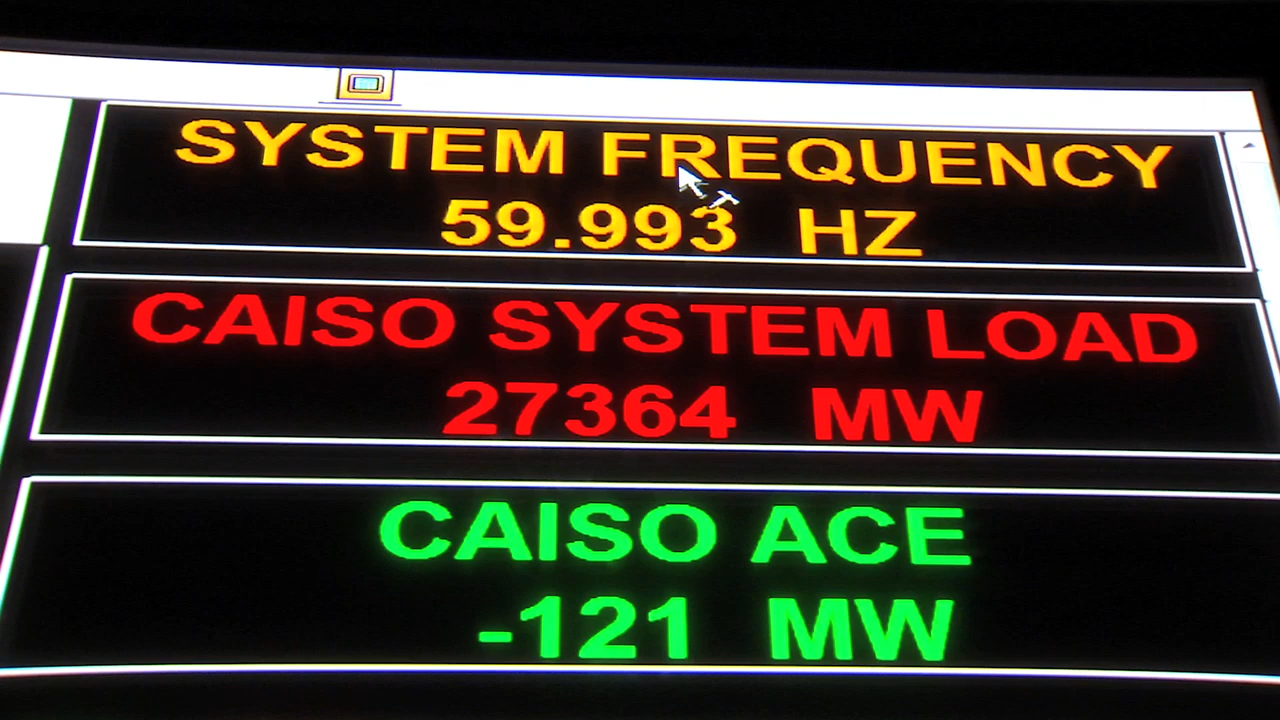 SYSTEM FREQUENCY
59.993 HZ
CAISO SYSTEM LOAD
27364 MW
CAISO ACE
-121 MW